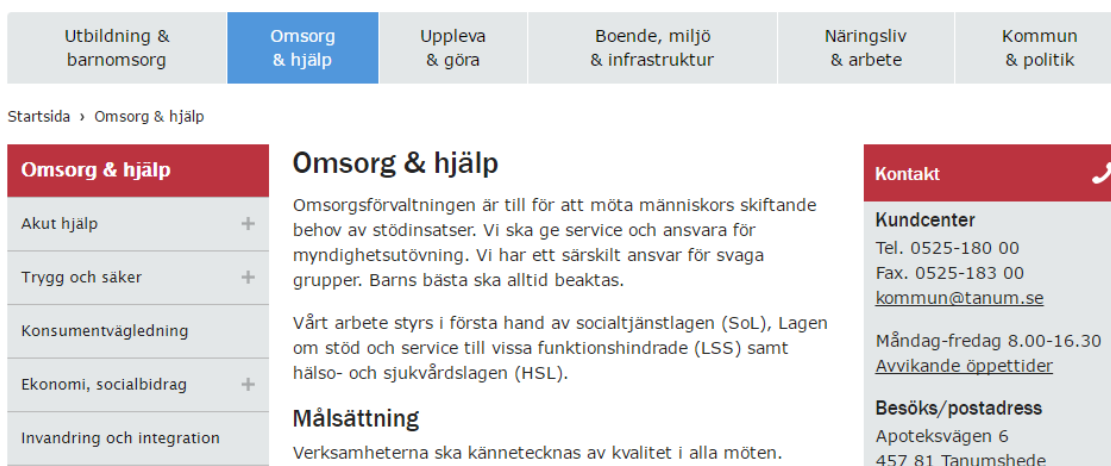 Utbildning &
barnomsorg
Omsorg
& hjälp
Uppleva
& göra
Boende, miljö
& infrastruktur
Näringsliv
& arbete
Kommun
& politik
Startsida › Omsorg & hjälp
Omsorg & hjälp
Akut hjälp
Trygg och säker
Konsumentvägledning
Ekonomi, socialbidrag
Invandring och integration
Omsorg & hjälp
Omsorgsförvaltningen är till för att möta människors skiftande
behov av stödinsatser. Vi ska ge service och ansvara för
myndighetsutövning. Vi har ett särskilt ansvar för svaga
grupper. Barns bästa ska alltid beaktas.
Vårt arbete styrs i första hand av socialtjänstlagen (SoL), Lagen
om stöd och service till vissa funktionshindrade (LSS) samt
hälso- och sjukvårdslagen (HSL).
Målsättning
Verksamheterna ska kännetecknas av kvalitet i alla möten.
Kontakt
Kundcenter
Tel. 0525-180 00
Fax. 0525-183 00
kommun@tanum.se
Måndag-fredag 8.00-16.30
Avvikande öppettider
Besöks/postadress
Apoteksvägen 6
457 81 Tanumshede